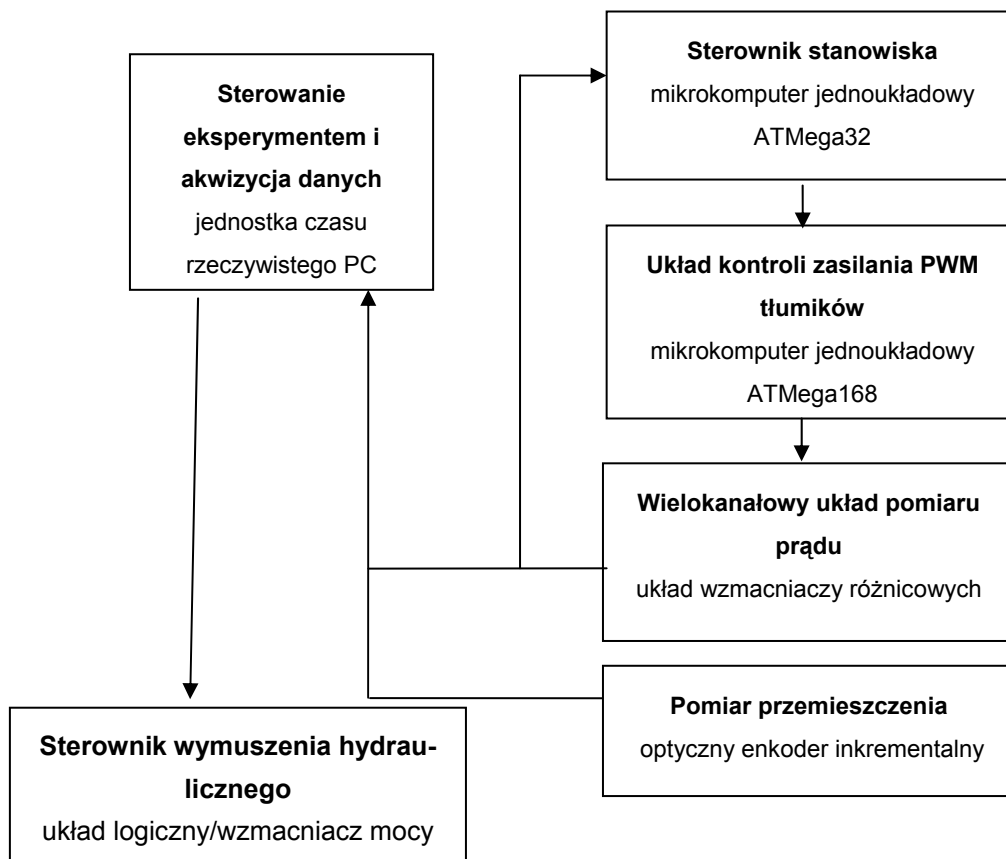 Sterowanie
eksperymentem i
akwizycja danych
jednostka czasu
rzeczywistego PC
Sterownik stanowiska
mikrokomputer jednoukładowy
ATMega32
Układ kontroli zasilania PWM
tłumików
mikrokomputer jednoukładowy
ATMega168
Wielokanałowy układ pomiaru
prądu
układ wzmacniaczy różnicowych
Pomiar przemieszczenia
optyczny enkoder inkrementalny
Sterownik wymuszenia hydrau-
licznego
układ logiczny/wzmacniacz mocy